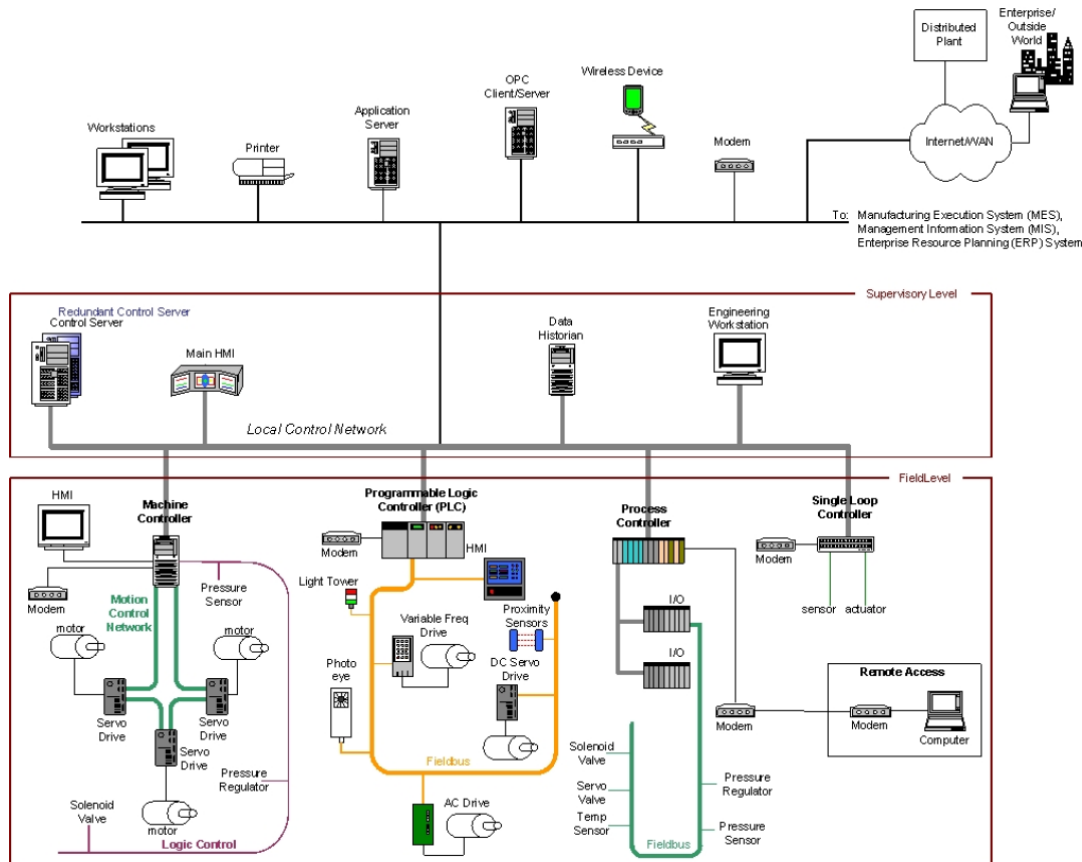 Distributed
Plant
Enterprise/
Outside
World
Wireless Device
OPC
Client/Server
Application
Server
Workstations
Printer
Modem
Internet/WAN
To: Manufacturing Execution System (MES),
Management Information System (MIS),
Enterprise Resource Planning (ERP) System
Supervisory Level
Redundant Control Server
Control Server
Main HMI
Data
Historian
Engineering
Workstation
Local Control Network
FieldLevel
HMI
Machine
Controller
Programmable Logic
Controller (PLC)
Process
Controller
Single Loop
Controller
Modem
HMI
Modem
Modem
Pressure
Sensor
Light Tower
Motion
Control
Network
Proximity
Sensors
I/O
sensor
actuator
motor
motor
Variable Freq
Drive
Photo
eye
DC Servo
Drive
I/O
Remote Access
Servo
Drive
Servo
Drive
Modem
Modem
Computer
Servo
Drive
Solenoid
Valve
Fieldbus
Pressure
Regulator
Pressure
Regulator
Servo
Valve
Solenoid
Valve
AC Drive
Temp
Sensor
Pressure
Sensor
motor
Logic Control
Fieldbus